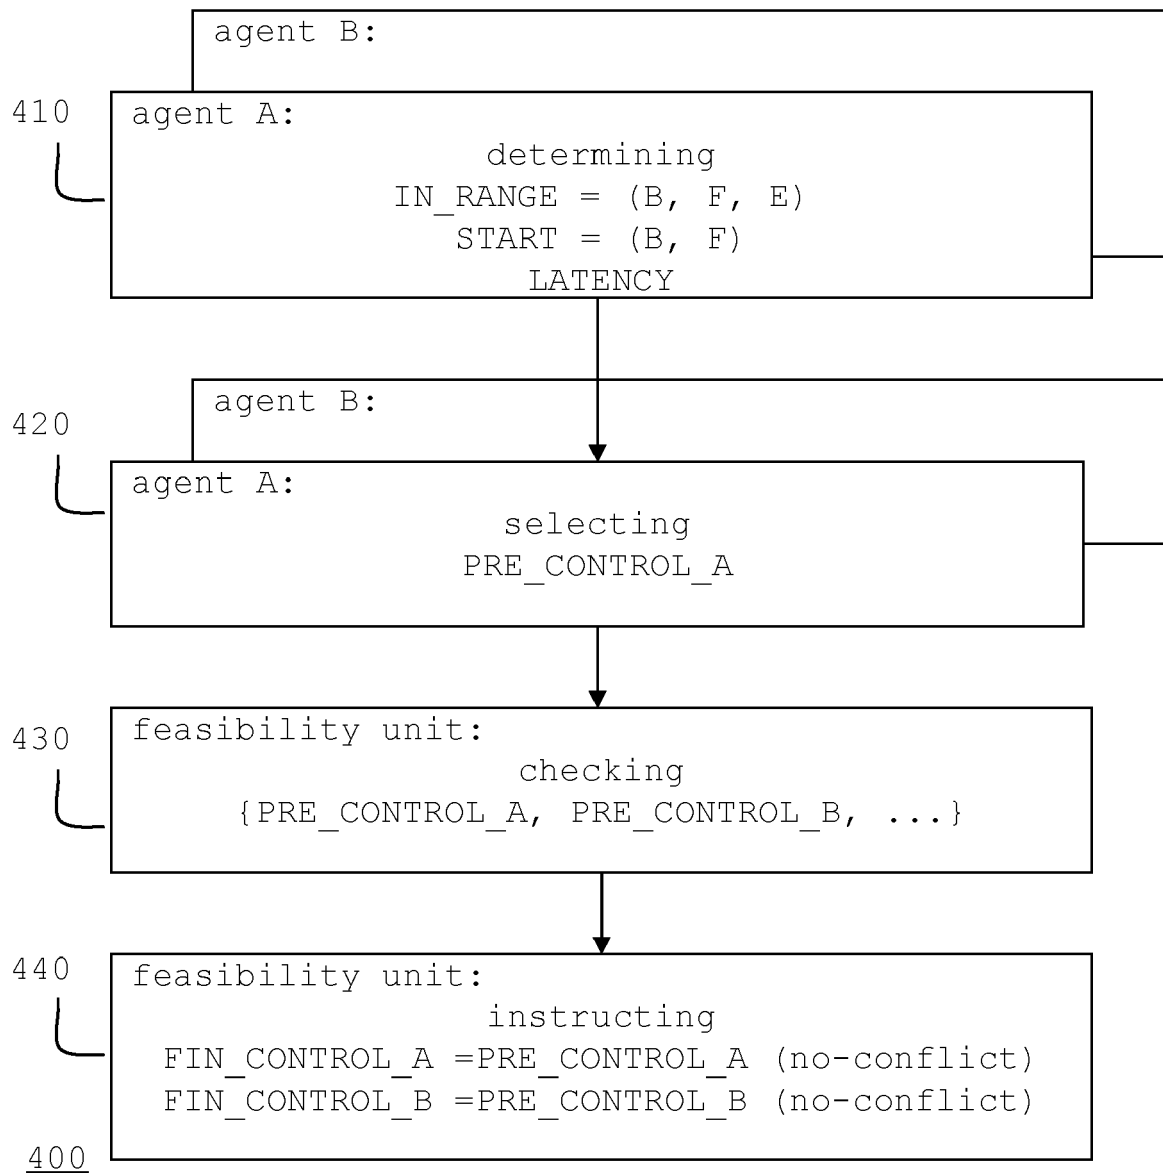 agent B:
410
agent A:
determining
IN_RANGE = (B, F, E)
START = (B, F)
LATENCY
agent B:
420
agent A:
selecting
PRE_CONTROL_A
430
feasibility unit:
checking
{PRE_CONTROL_A, PRE_CONTROL_B, ...}
440
feasibility unit:
instructing
FIN_CONTROL_A =PRE_CONTROL_A (no-conflict)
FIN_CONTROL_B =PRE_CONTROL_B (no-conflict)
400